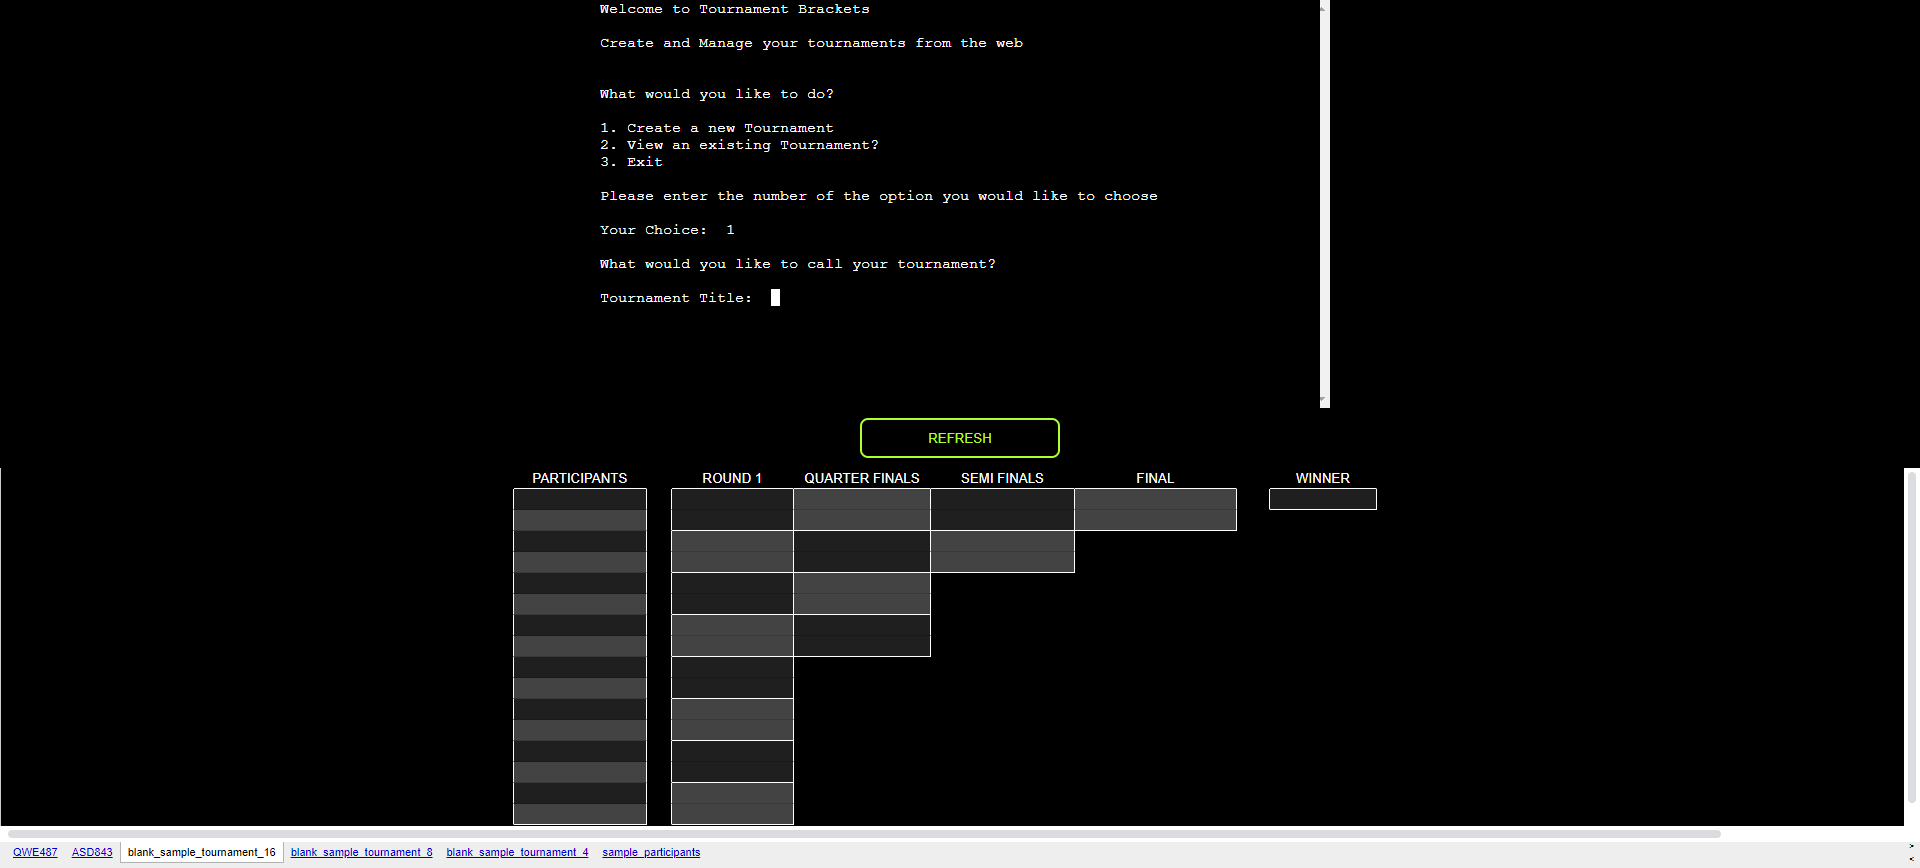 Welcome to Tournament Brackets
Create and Manage your tournaments from the web
What would you like to do?
1. Create a new Tournament
2. View an existing Tournament?
3. Exit
Please enter the number of the option you would like to choose
Your Choice:  1
What would you like to call your tournament?
Tournament Title:
REFRESH
PARTICIPANTS ROUND 1 QUARTER FINALS SEMI FINALS FINAL WINNER
QWE487 ASD843 blank_sample_tournament_16 blank_sample_tournament_8 blank_sample_tournament_4 sample_participants